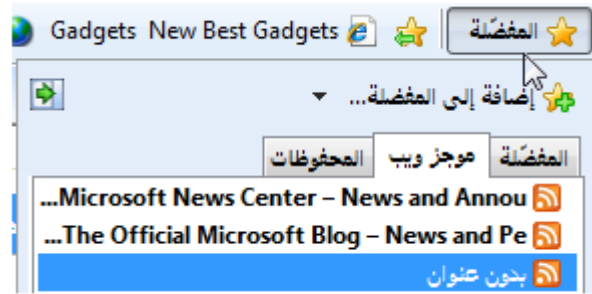 المفضّلة Gadgets New Best Gadgets
إضافة إلى المفضلة...
المفضّلة موجز ويب المحفوظات
Microsoft News Center – News and Annou...
The Official Microsoft Blog – News and Pe...
بدون عنوان